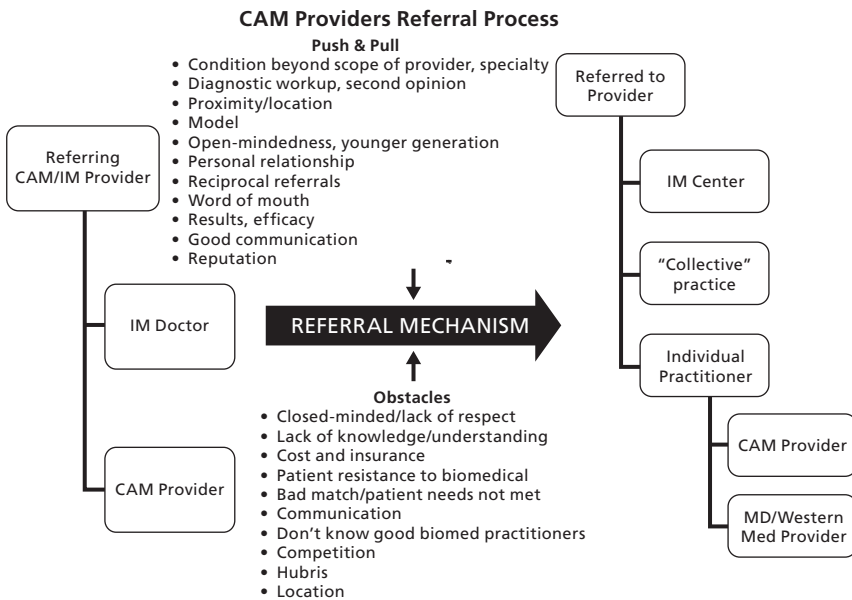 CAM Providers Referral Process
Push & Pull
• Condition beyond scope of provider, specialty
• Diagnostic workup, second opinion
• Proximity/location
• Model
• Open-mindedness, younger generation
• Personal relationship
• Reciprocal referrals
• Word of mouth
• Results, efficacy
• Good communication
• Reputation
Referring
CAM/IM Provider
IM Doctor
CAM Provider
REFERRAL MECHANISM
Obstacles
• Closed-minded/lack of respect
• Lack of knowledge/understanding
• Cost and insurance
• Patient resistance to biomedical
• Bad match/patient needs not met
• Communication
• Don’t know good biomed practitioners
• Competition
• Hubris
• Location
Referred to
Provider
IM Center
“Collective”
practice
Individual
Practitioner
CAM Provider
MD/Western
Med Provider